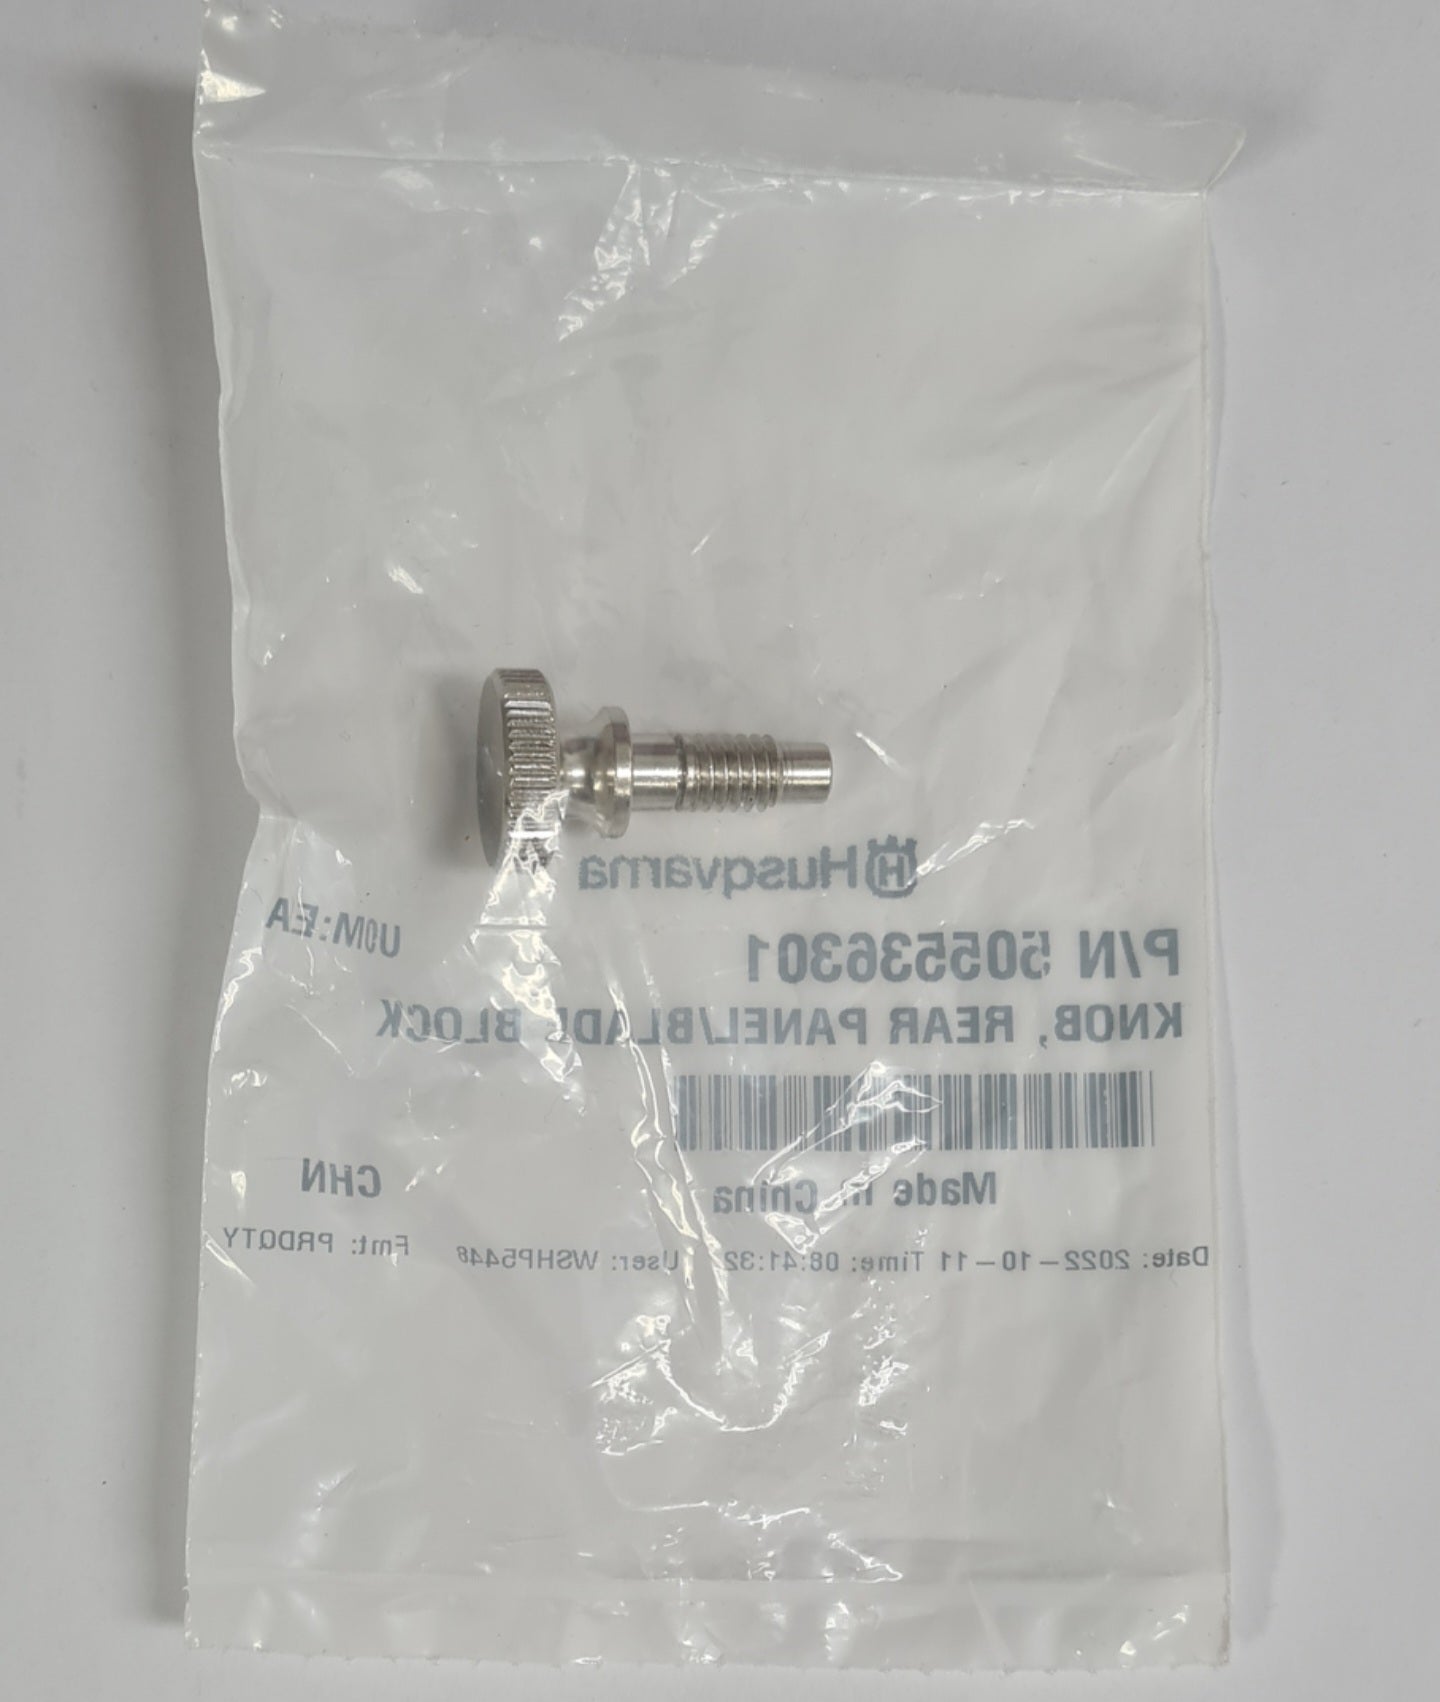 Husqvarna
P/N 505536301 UOM:EA
KNOB, REAR PANEL/BLADE BLOCK
Made in China CHN
Date: 2022-10-11 Time: 08:41:32 User: WSHP5448 Fmt: PRDQTY